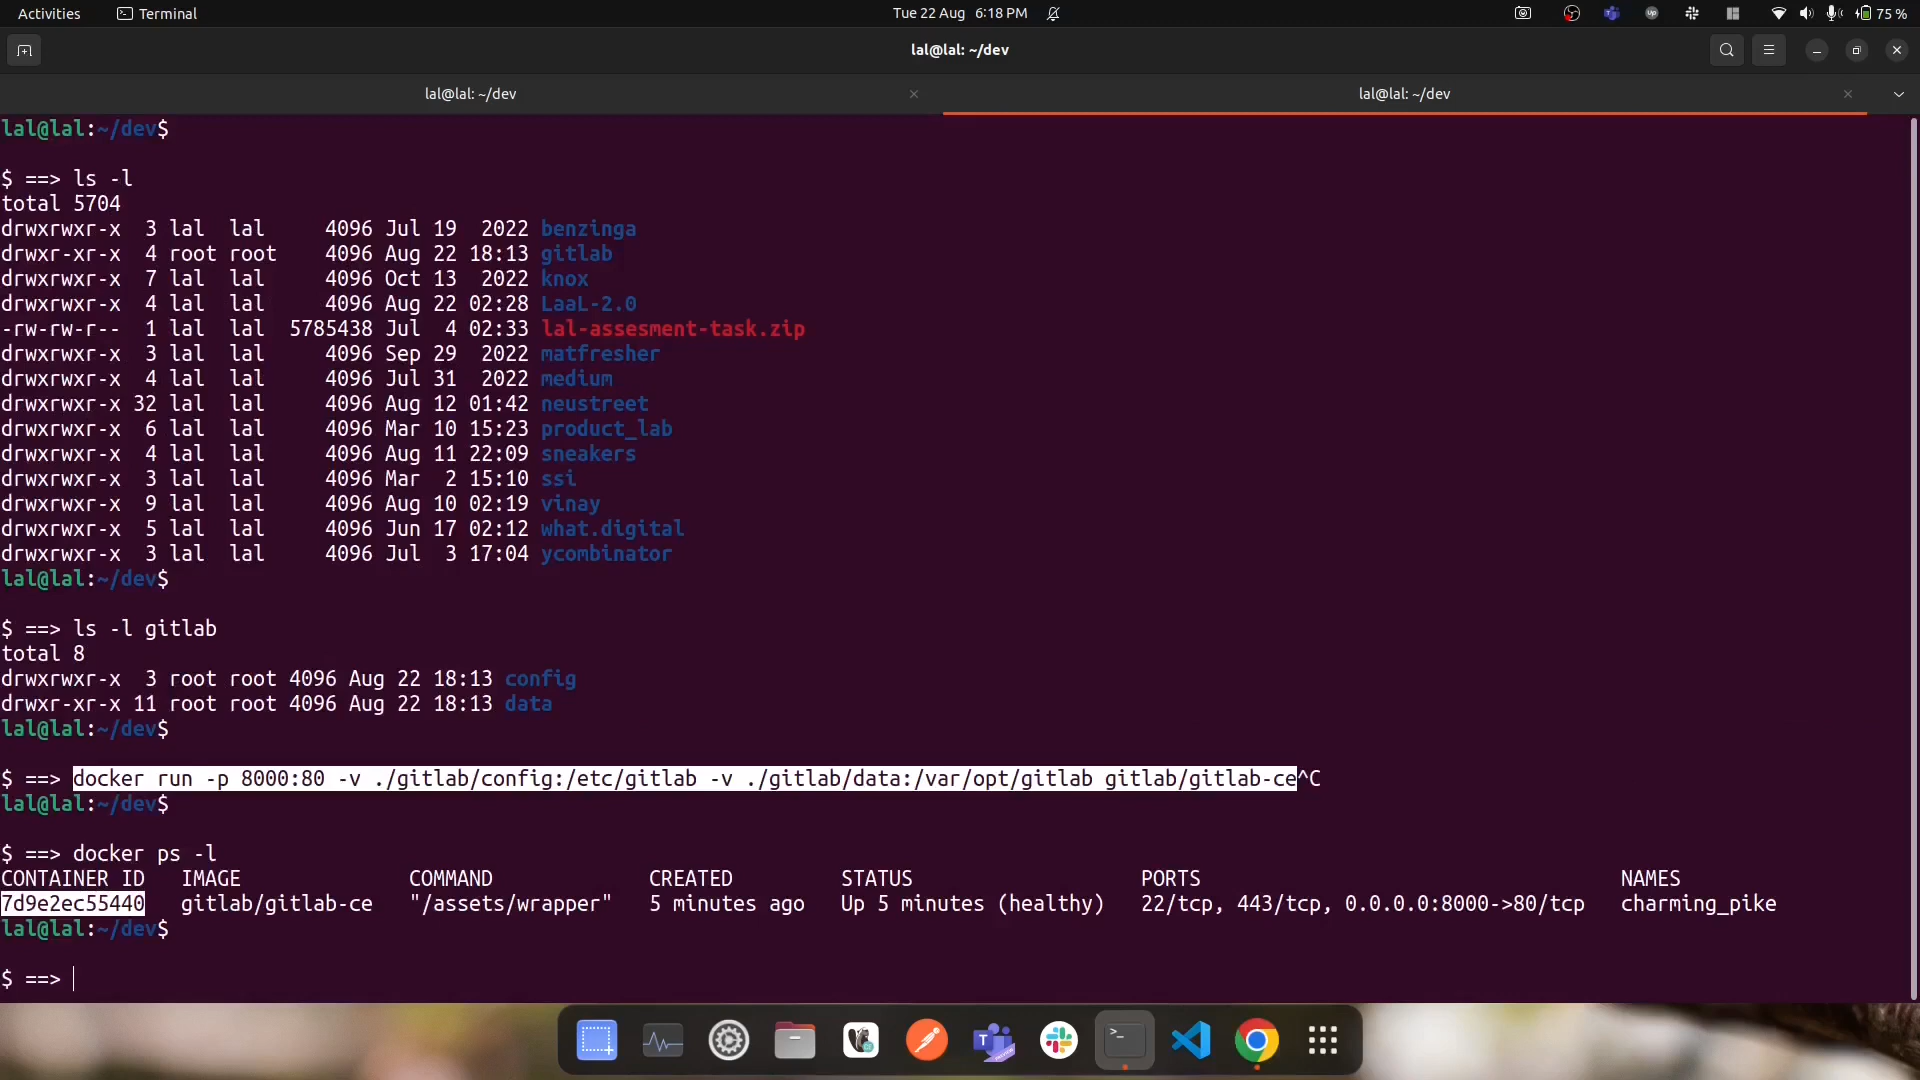 Activities Terminal Tue 22 Aug 6:18 PM 75 %
lal@lal: ~/dev
lal@lal: ~/dev lal@lal: ~/dev
lal@lal:~/dev$
$ ==> ls -l
total 5704
drwxrwxr-x  3 lal  lal     4096 Jul 19  2022 benzinga
drwxr-xr-x  4 root root    4096 Aug 22 18:13 gitlab
drwxrwxr-x  7 lal  lal     4096 Oct 13  2022 knox
drwxrwxr-x  4 lal  lal     4096 Aug 22 02:28 LaaL-2.0
-rw-rw-r--  1 lal  lal  5785438 Jul  4 02:33 lal-assesment-task.zip
drwxrwxr-x  3 lal  lal     4096 Sep 29  2022 matfresher
drwxrwxr-x  4 lal  lal     4096 Jul 31  2022 medium
drwxrwxr-x 32 lal  lal     4096 Aug 12 01:42 neustreet
drwxrwxr-x  6 lal  lal     4096 Mar 10 15:23 product_lab
drwxrwxr-x  4 lal  lal     4096 Aug 11 22:09 sneakers
drwxrwxr-x  3 lal  lal     4096 Mar  2 15:10 ssi
drwxrwxr-x  9 lal  lal     4096 Aug 10 02:19 vinay
drwxrwxr-x  5 lal  lal     4096 Jun 17 02:12 what.digital
drwxrwxr-x  3 lal  lal     4096 Jul  3 17:04 ycombinator
lal@lal:~/dev$
$ ==> ls -l gitlab
total 8
drwxrwxr-x  3 root root 4096 Aug 22 18:13 config
drwxr-xr-x 11 root root 4096 Aug 22 18:13 data
lal@lal:~/dev$
$ ==> docker run -p 8000:80 -v ./gitlab/config:/etc/gitlab -v ./gitlab/data:/var/opt/gitlab gitlab/gitlab-ce^C
lal@lal:~/dev$
$ ==> docker ps -l
CONTAINER ID   IMAGE              COMMAND             CREATED         STATUS                   PORTS                                   NAMES
7d9e2ec55440   gitlab/gitlab-ce   "/assets/wrapper"   5 minutes ago   Up 5 minutes (healthy)   22/tcp, 443/tcp, 0.0.0.0:8000->80/tcp   charming_pike
lal@lal:~/dev$
$ ==>